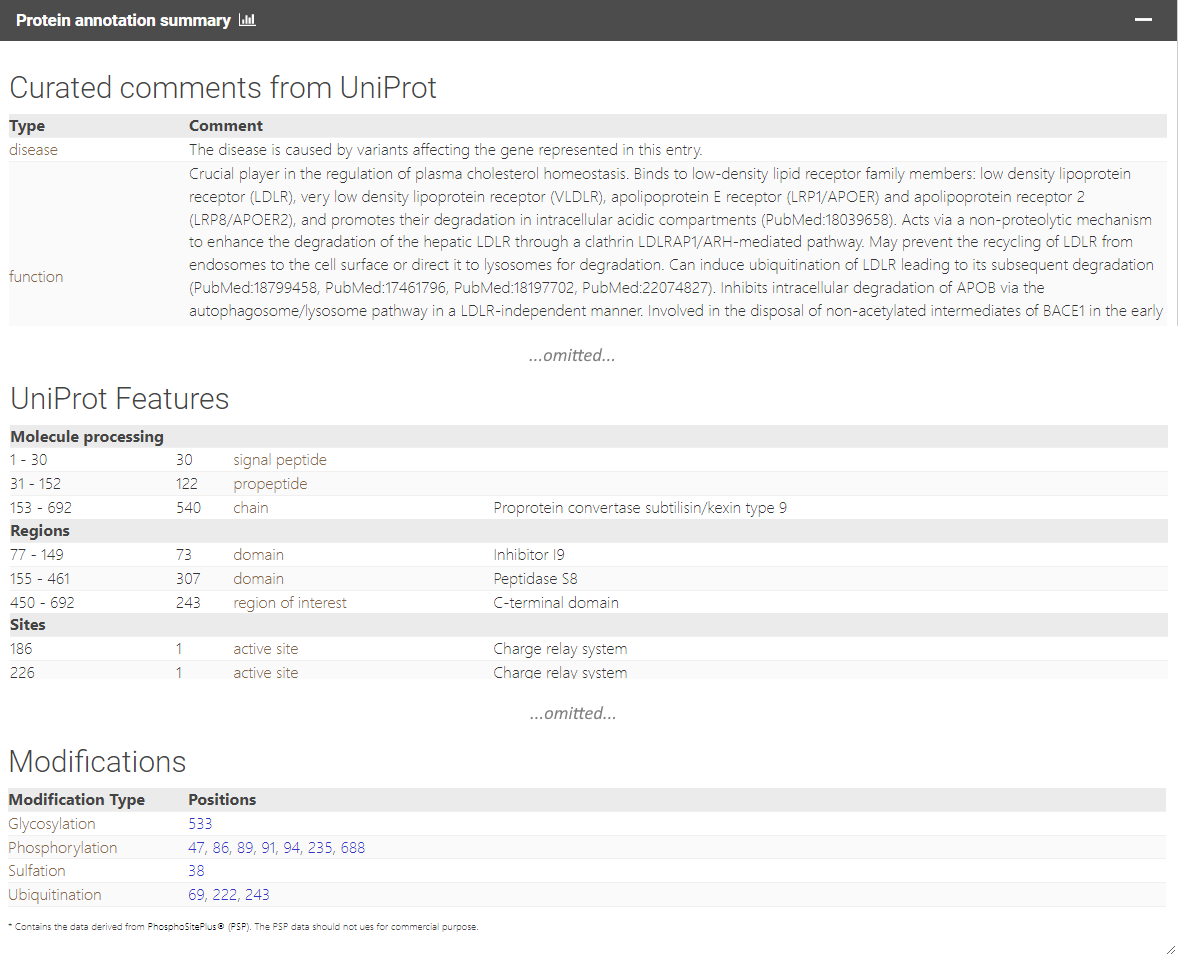 Protein annotation summary
Curated comments from UniProt
Type Comment
disease The disease is caused by variants affecting the gene represented in this entry.
Crucial player in the regulation of plasma cholesterol homeostasis. Binds to low-density lipid receptor family members: low density lipoprotein
receptor (LDLR), very low density lipoprotein receptor (VLDLR), apolipoprotein E receptor (LRP1/APOER) and apolipoprotein receptor 2
(LRP8/APOER2), and promotes their degradation in intracellular acidic compartments (PubMed:18039658). Acts via a non-proteolytic mechanism
to enhance the degradation of the hepatic LDLR through a clathrin LDLRAP1/ARH-mediated pathway. May prevent the recycling of LDLR from
endosomes to the cell surface or direct it to lysosomes for degradation. Can induce ubiquitination of LDLR leading to its subsequent degradation
function
(PubMed:18799458, PubMed:17461796, PubMed:18197702, PubMed:22074827). Inhibits intracellular degradation of APOB via the
autophagosome/lysosome pathway in a LDLR-independent manner. Involved in the disposal of non-acetylated intermediates of BACE1 in the early
...omitted...
UniProt Features
Molecule processing
1 - 30 30 signal peptide
31 - 152 122 propeptide
153 - 692 540 chain Proprotein convertase subtilisin/kexin type 9
Regions
77 - 149 73 domain Inhibitor I9
155 - 461 307 domain Peptidase S8
450 - 692 243 region of interest C-terminal domain
Sites
186 1 active site Charge relay system
226 1 active site Charge relay system
...omitted...
Modifications
Modification Type Positions
Glycosylation 533
Phosphorylation 47, 86, 89, 91, 94, 235, 688
Sulfation 38
Ubiquitination 69, 222, 243
* Contains the data derived from PhosphoSitePlus® (PSP). The PSP data should not ues for commercial purpose.